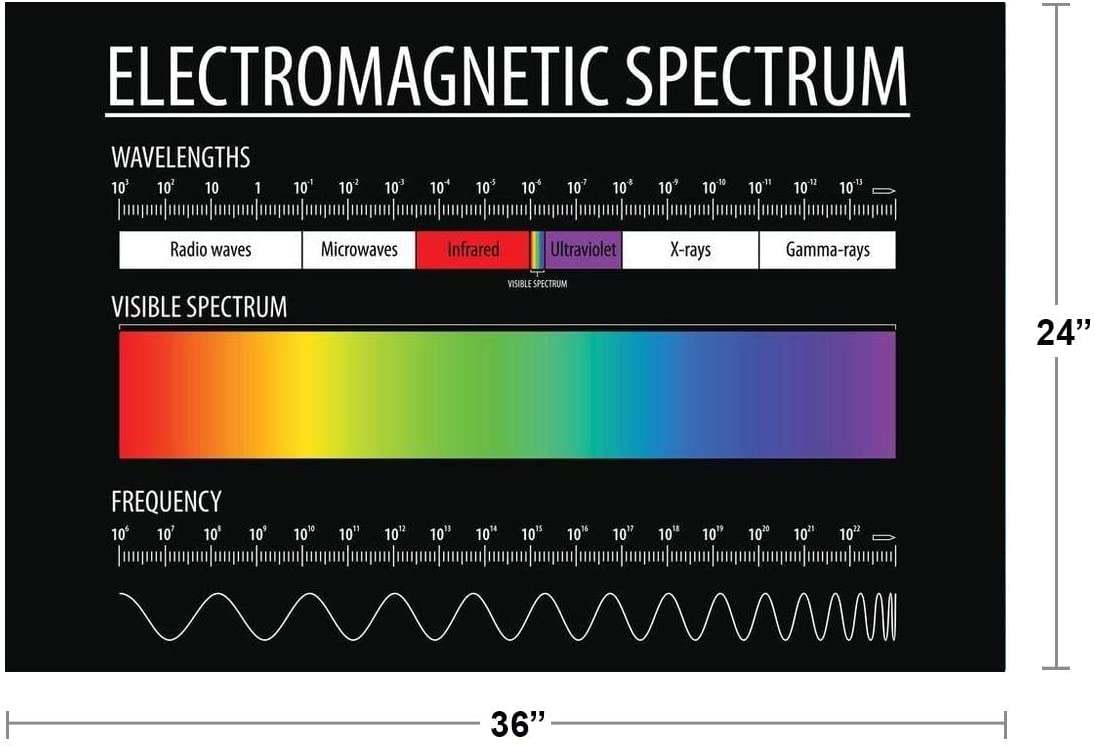 ELECTROMAGNETIC SPECTRUM
WAVELENGTHS
10³ 10² 10 1 10⁻¹ 10⁻² 10⁻³ 10⁻⁴ 10⁻⁵ 10⁻⁶ 10⁻⁷ 10⁻⁸ 10⁻⁹ 10⁻¹⁰ 10⁻¹¹ 10⁻¹² 10⁻¹³
Radio waves Microwaves Infrared Ultraviolet X-rays Gamma-rays
VISIBLE SPECTRUM
VISIBLE SPECTRUM
24”
FREQUENCY
10⁶ 10⁷ 10⁸ 10⁹ 10¹⁰ 10¹¹ 10¹² 10¹³ 10¹⁴ 10¹⁵ 10¹⁶ 10¹⁷ 10¹⁸ 10¹⁹ 10²⁰ 10²¹ 10²²
36”